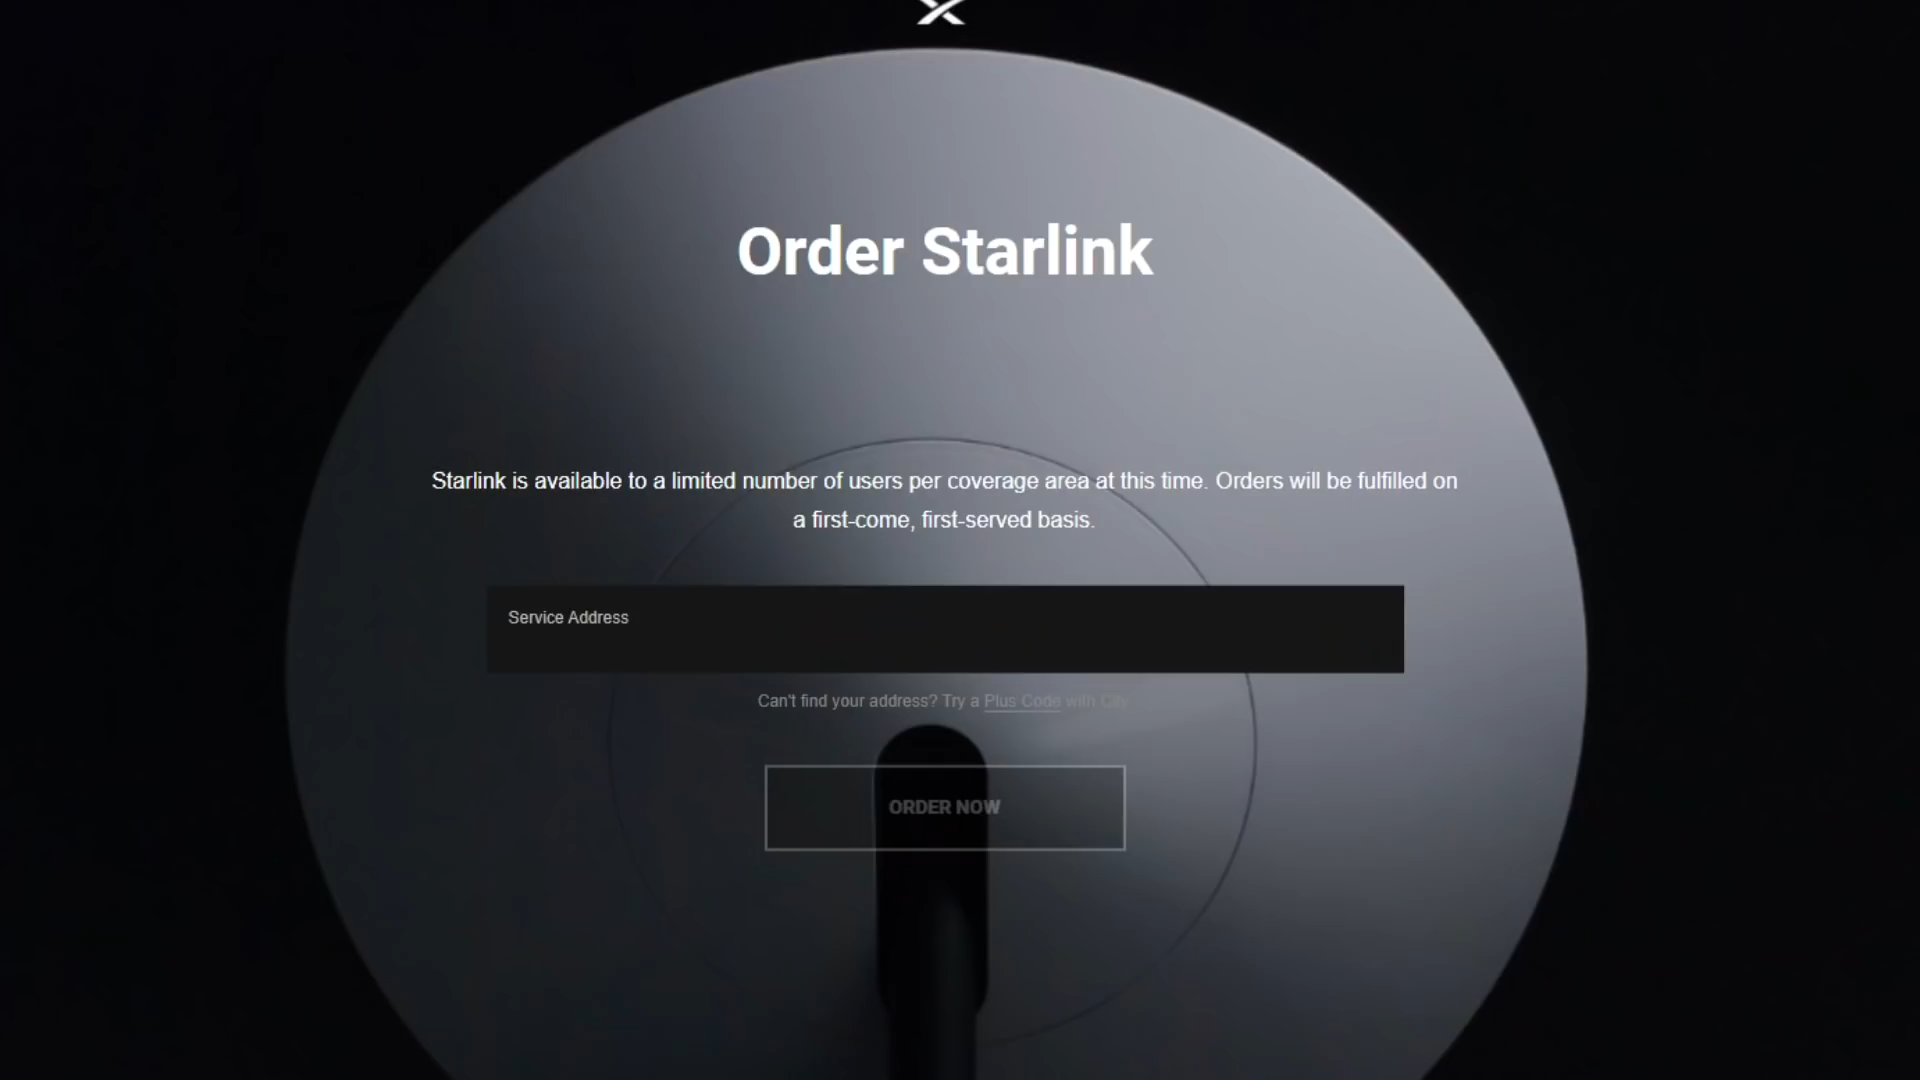 Order Starlink
Starlink is available to a limited number of users per coverage area at this time. Orders will be fulfilled on
a first-come, first-served basis.
Service Address
Can't find your address? Try a Plus Code with City
ORDER NOW